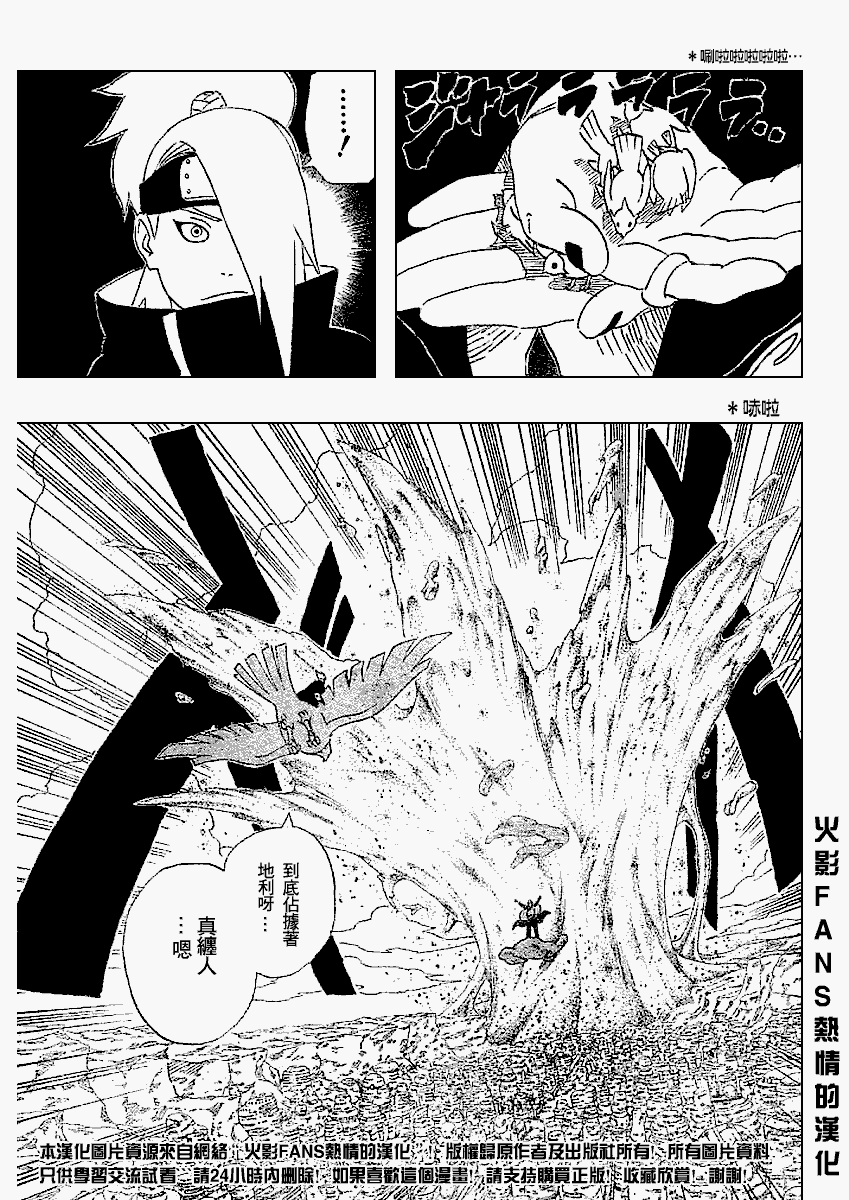 *唰啦啦啦啦啦…
ジャラララララ..
……!
*哧啦
到底佔據著
地利呀…
真纏人
…嗯
火影FANS熱情的漢化
本漢化圖片資源來自網絡,火影FANS熱情的漢化,!版權歸原作者及出版社所有!所有圖片資料
只供學習交流試看,請24小時內刪除!如果喜歡這個漫畫!請支持購買正版!收藏欣賞!謝謝!